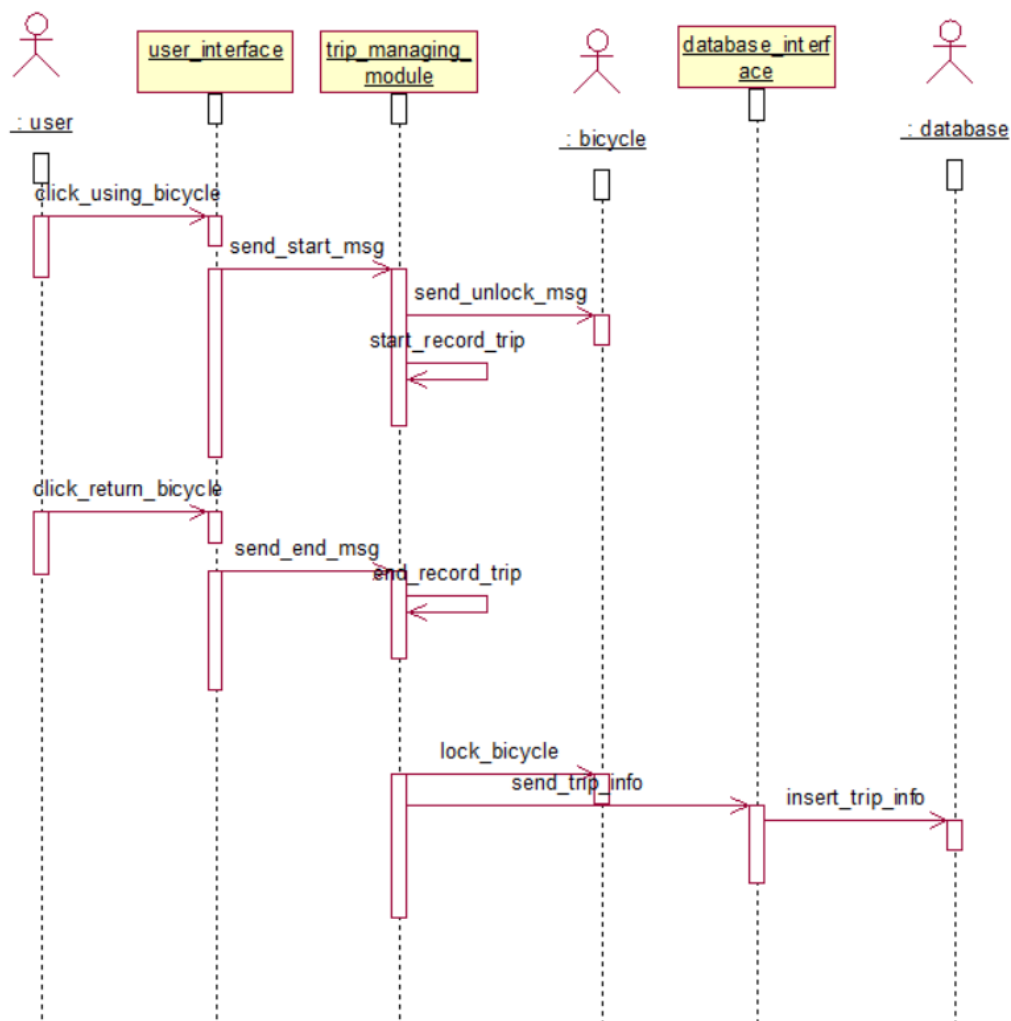 user_interface
trip_managing_
module
database_interf
ace
: user
: bicycle
: database
click_using_bicycle
send_start_msg
send_unlock_msg
start_record_trip
click_return_bicycle
send_end_msg
end_record_trip
lock_bicycle
send_trip_info
insert_trip_info